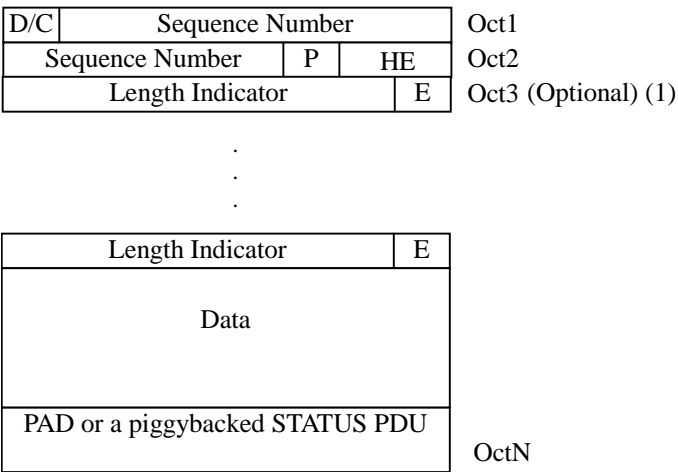 D/C Sequence Number Oct1
Sequence Number P HE Oct2
Length Indicator E Oct3 (Optional) (1)
.
.
.
Length Indicator E
Data
PAD or a piggybacked STATUS PDU
OctN